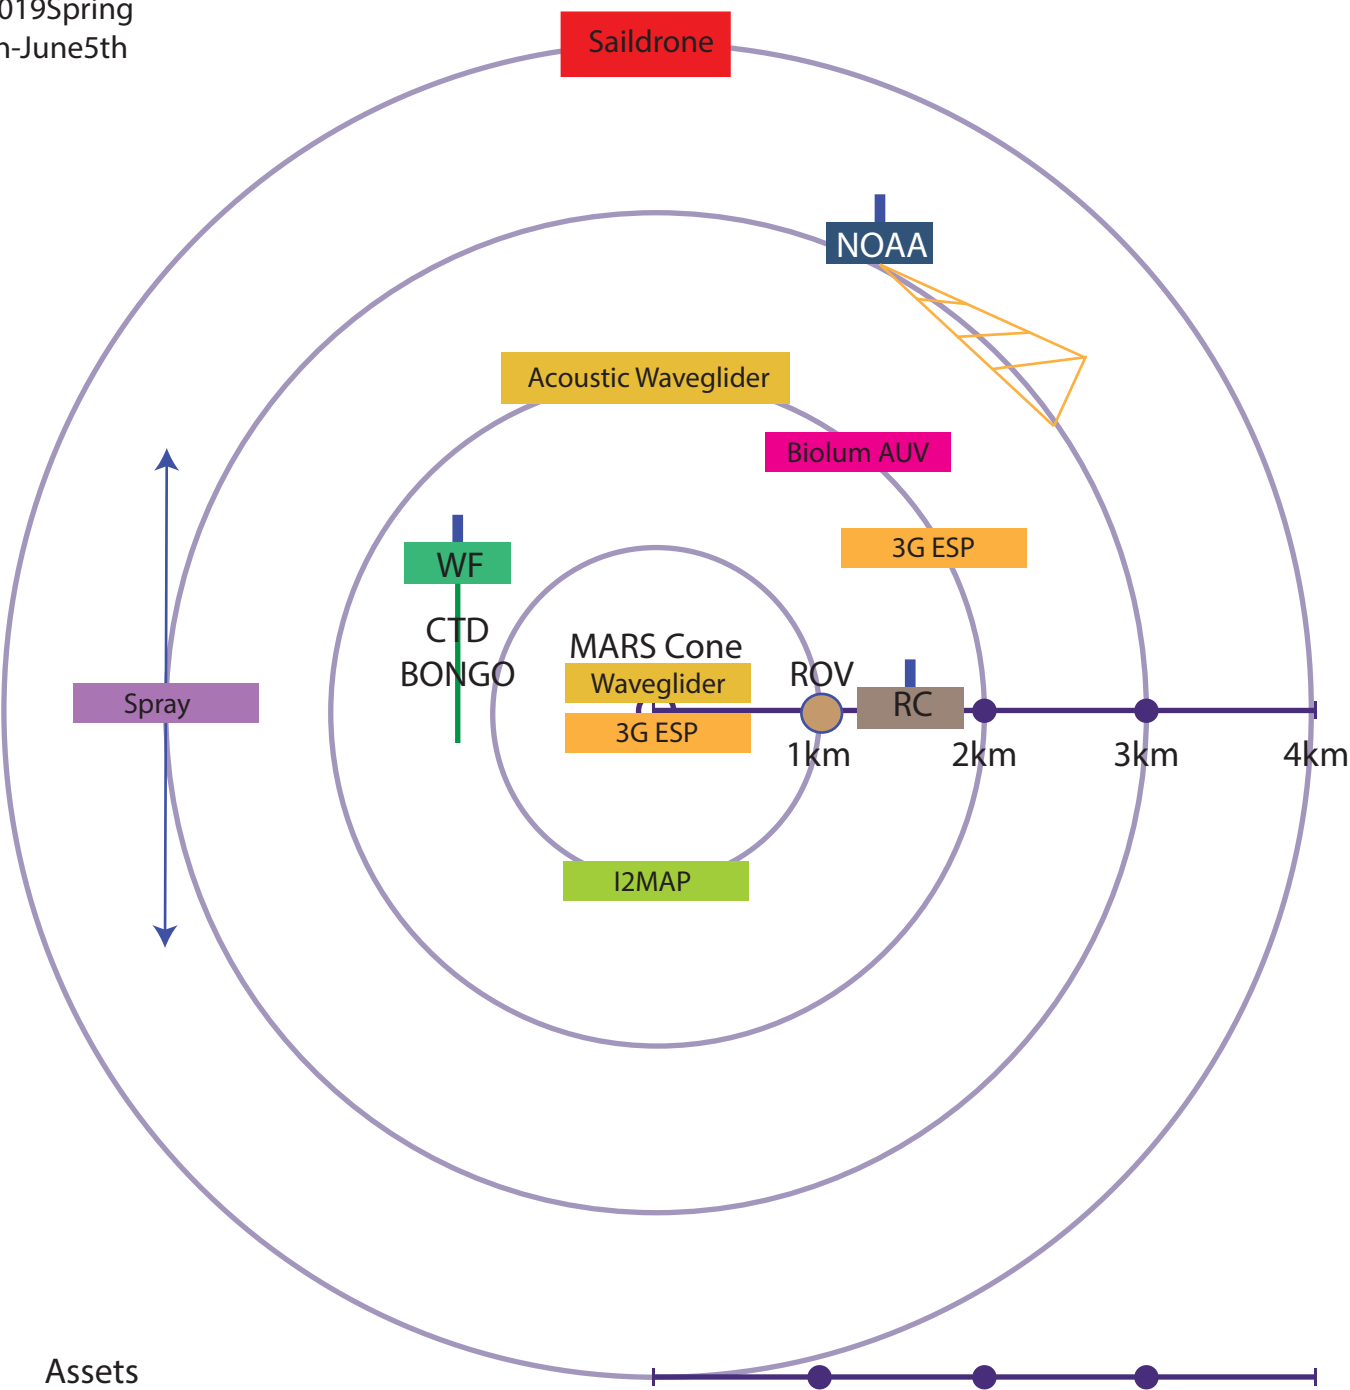 019Spring
h-June5th
Saildrone
NOAA
Acoustic Waveglider
Biolum AUV
3G ESP
WF
CTD
BONGO
MARS Cone
Waveglider
3G ESP
ROV
RC
Spray
1km
2km
3km
4km
I2MAP
Assets